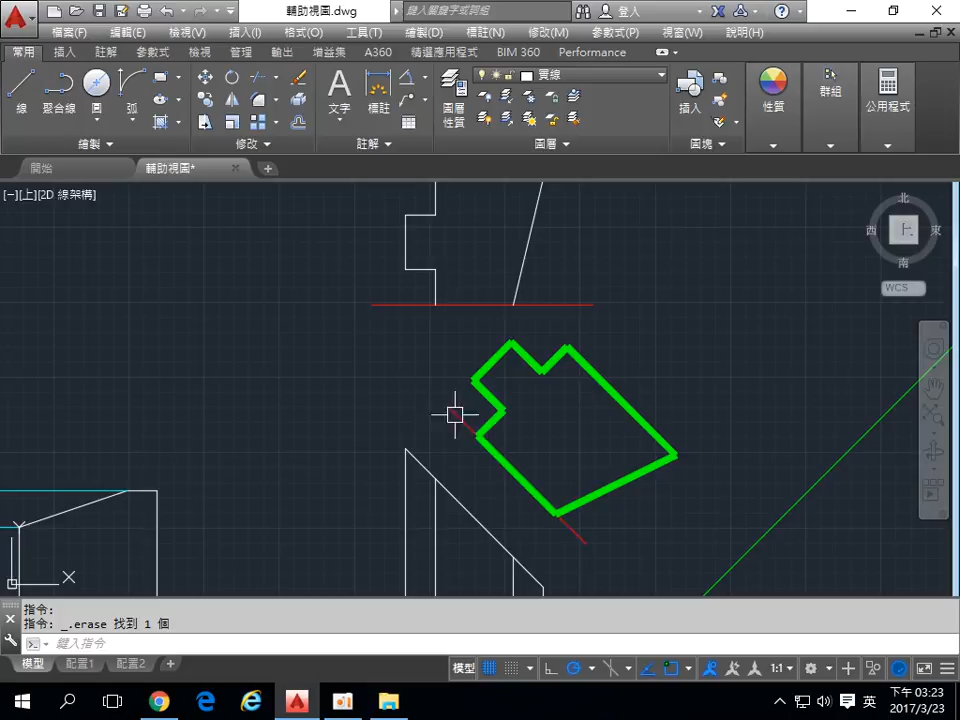 輔助視圖.dwg
鍵入關鍵字或詞組
登入
檔案(F) 編輯(E) 檢視(V) 插入(I) 格式(O) 工具(T) 繪製(D) 標註(N) 修改(M) 參數式(P) 視窗(W) 說明(H)
常用 插入 註解 參數式 檢視 管理 輸出 增益集 A360 精選應用程式 BIM 360 Performance
實線
線 聚合線 圓 弧 文字 標註 圖層性質 插入 性質 群組 公用程式
繪製 修改 註解 圖層 圖塊
開始 輔助視圖*
[−][上][2D 線架構]
北
西 上 東
南
WCS
X
指令:
指令: _.erase 找到 1 個
鍵入指令
模型 配置1 配置2 模型 1:1
英
下午 03:23
2017/3/23